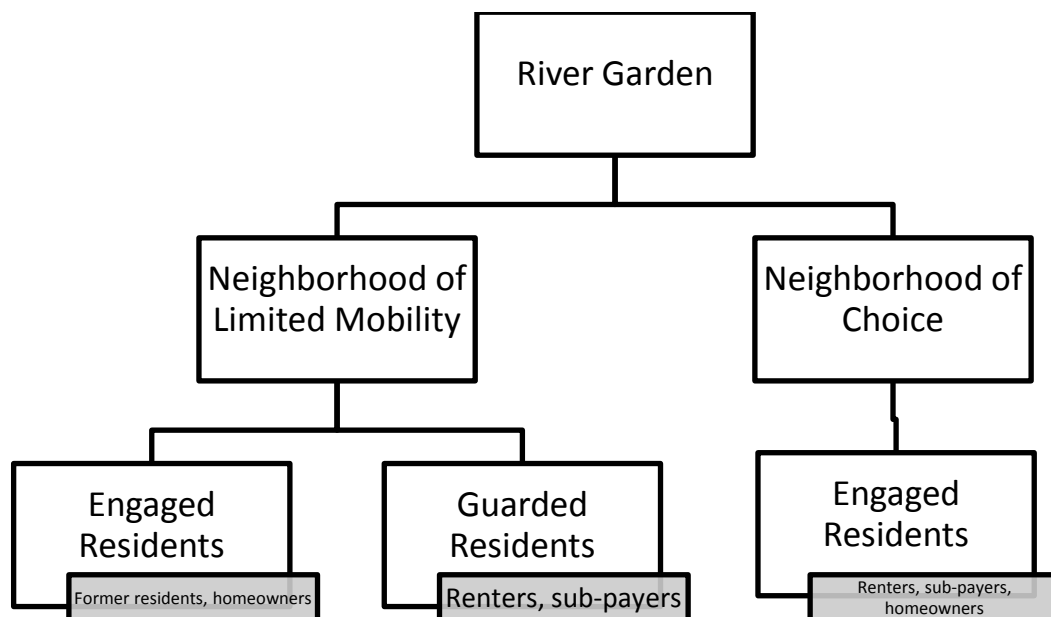 River Garden
Neighborhood of
Limited Mobility
Neighborhood of
Choice
Engaged
Residents
Former residents, homeowners
Guarded
Residents
Renters, sub-payers
Engaged
Residents
Renters, sub-payers,
homeowners